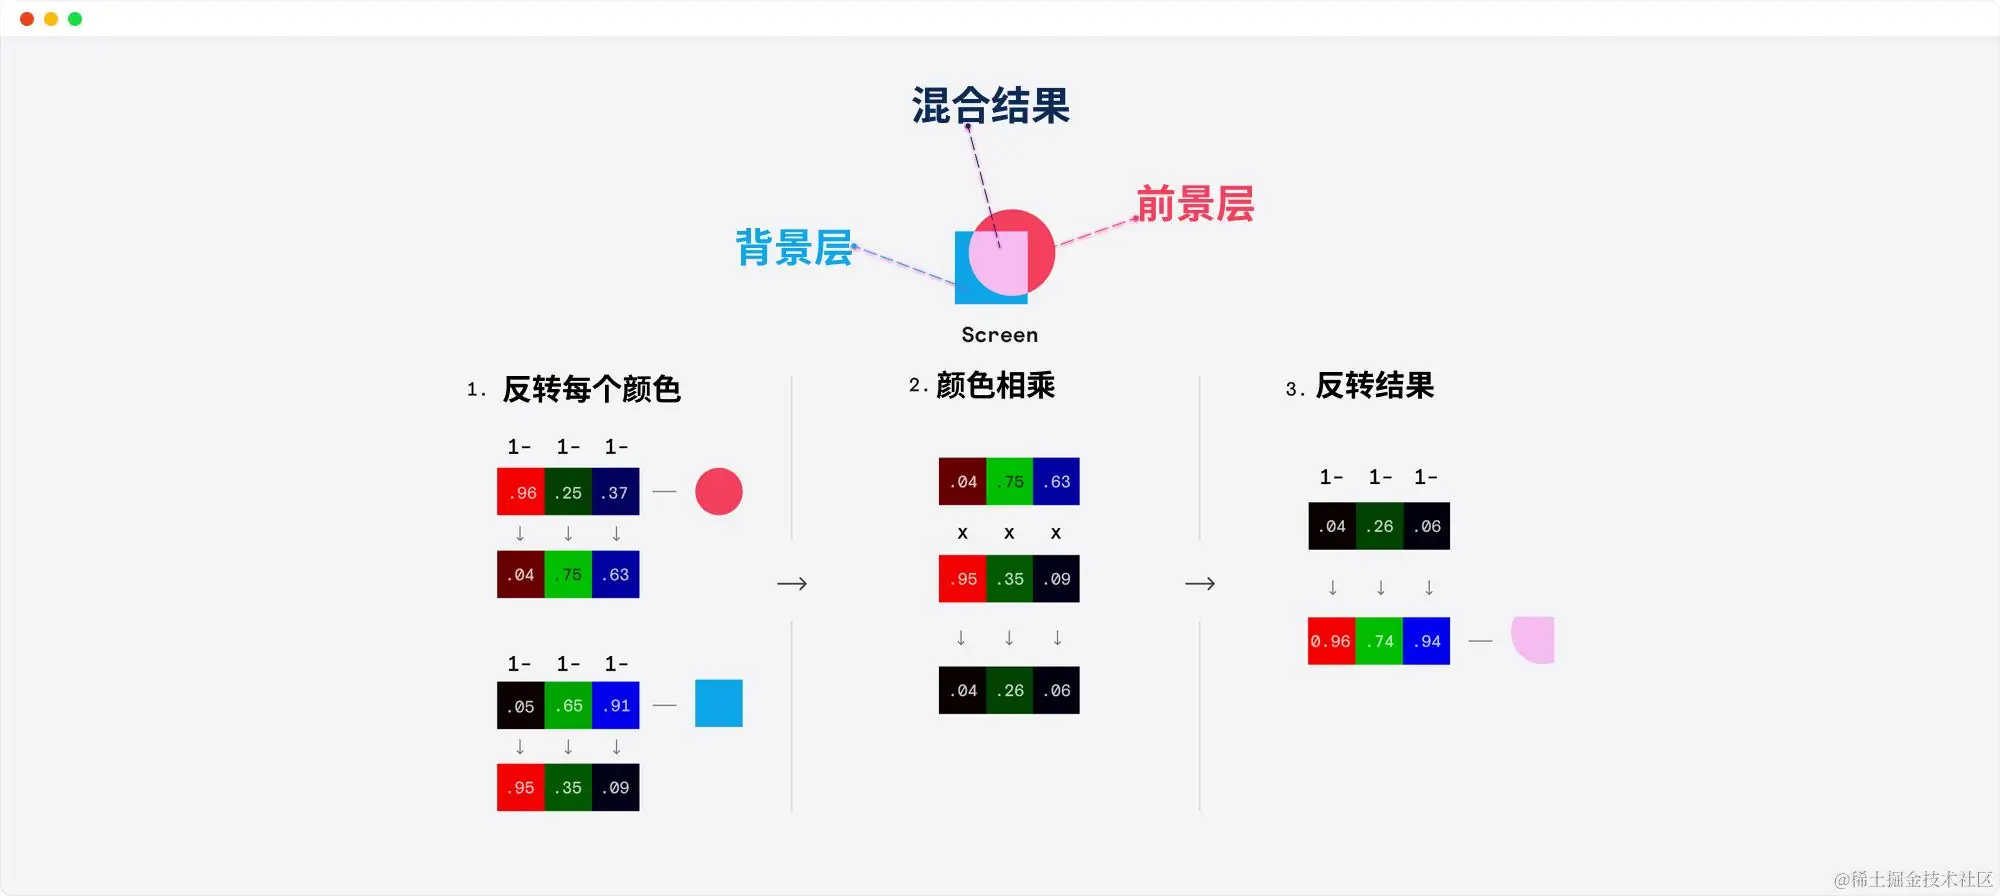 混合结果
前景层
背景层
Screen
1. 反转每个颜色
1- 1- 1-
.96 .25 .37
↓ ↓ ↓
.04 .75 .63
1- 1- 1-
.05 .65 .91
↓ ↓ ↓
.95 .35 .09
→
2. 颜色相乘
.04 .75 .63
x x x
.95 .35 .09
↓ ↓ ↓
.04 .26 .06
→
3. 反转结果
1- 1- 1-
.04 .26 .06
↓ ↓ ↓
0.96 .74 .94
@稀土掘金技术社区